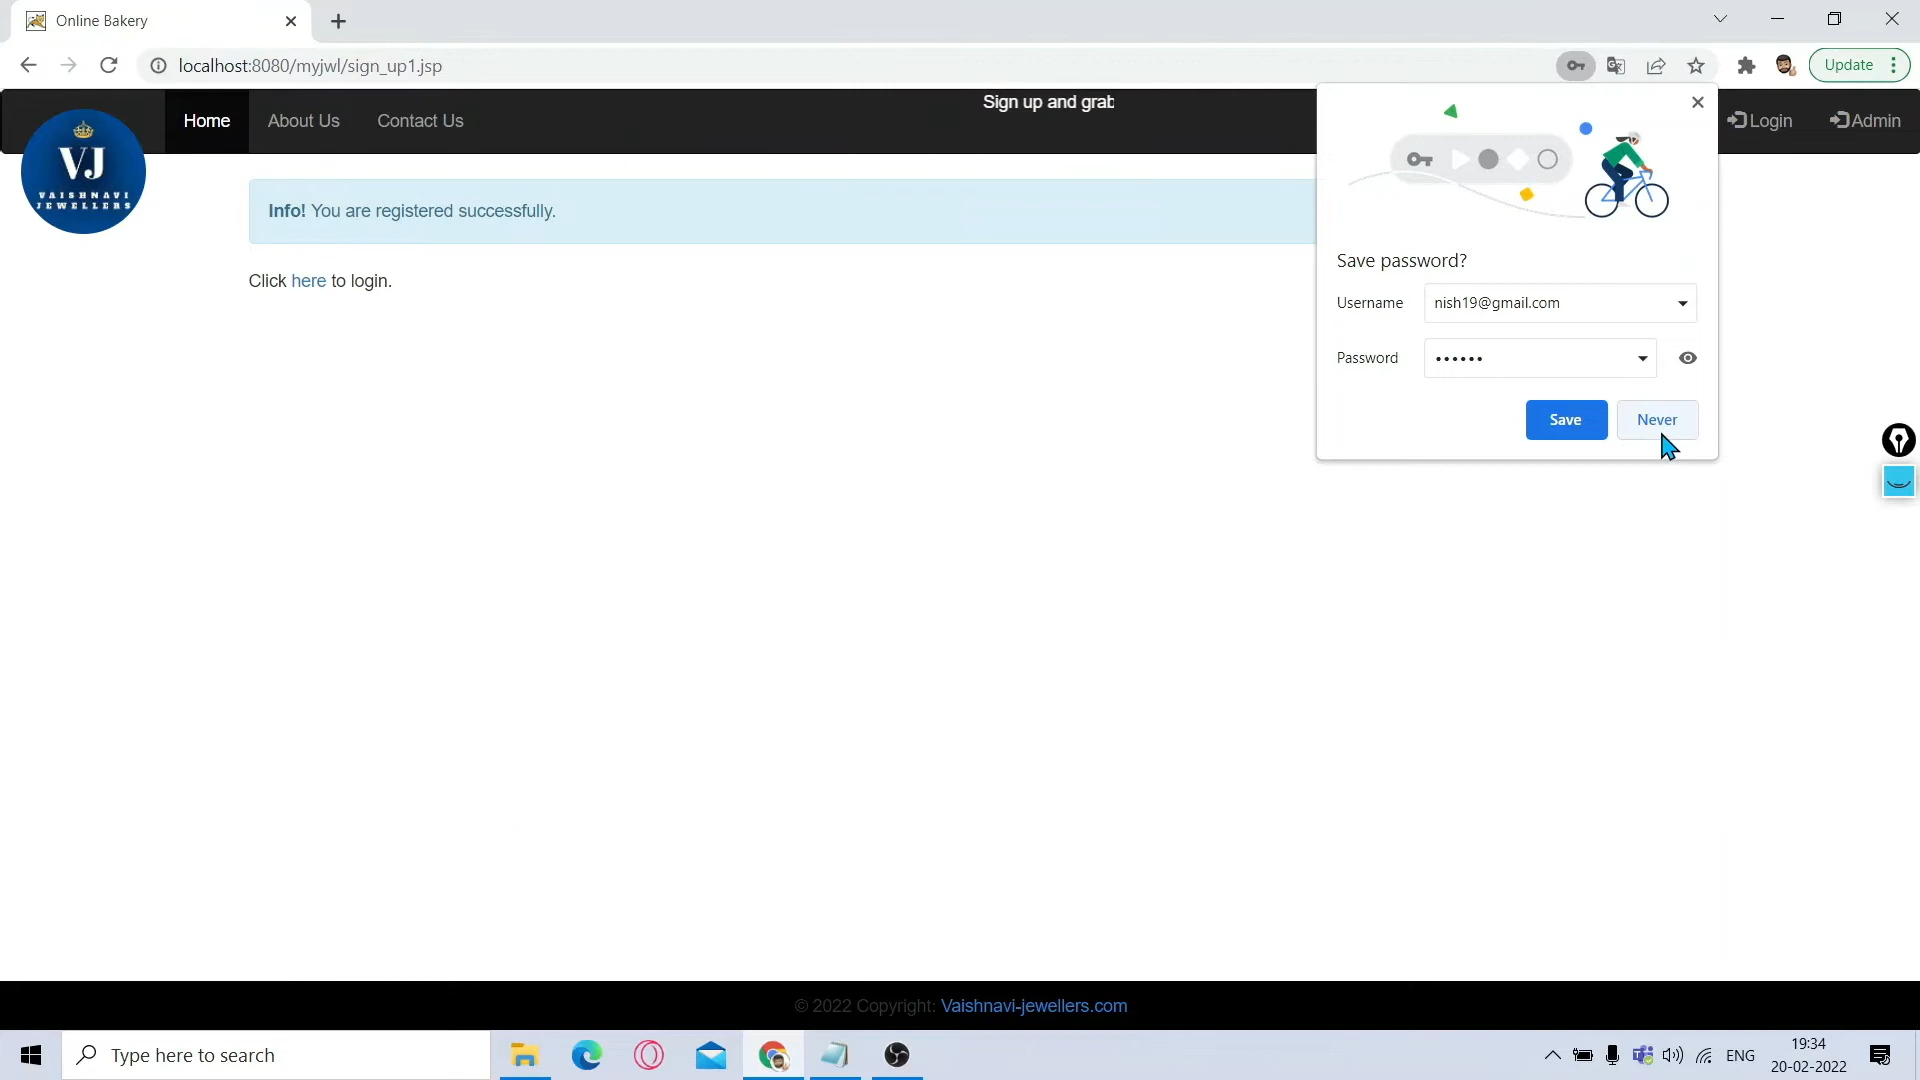 Online Bakery
localhost:8080/myjwl/sign_up1.jsp
Update
VJ
VAISHNAVI
JEWELLERS
Home
About Us
Contact Us
Sign up and grab
Login
Admin
Info! You are registered successfully.
Click here to login.
Save password?
Username
nish19@gmail.com
Password
••••••
Save
Never
© 2022 Copyright: Vaishnavi-jewellers.com
Type here to search
ENG
19:34
20-02-2022